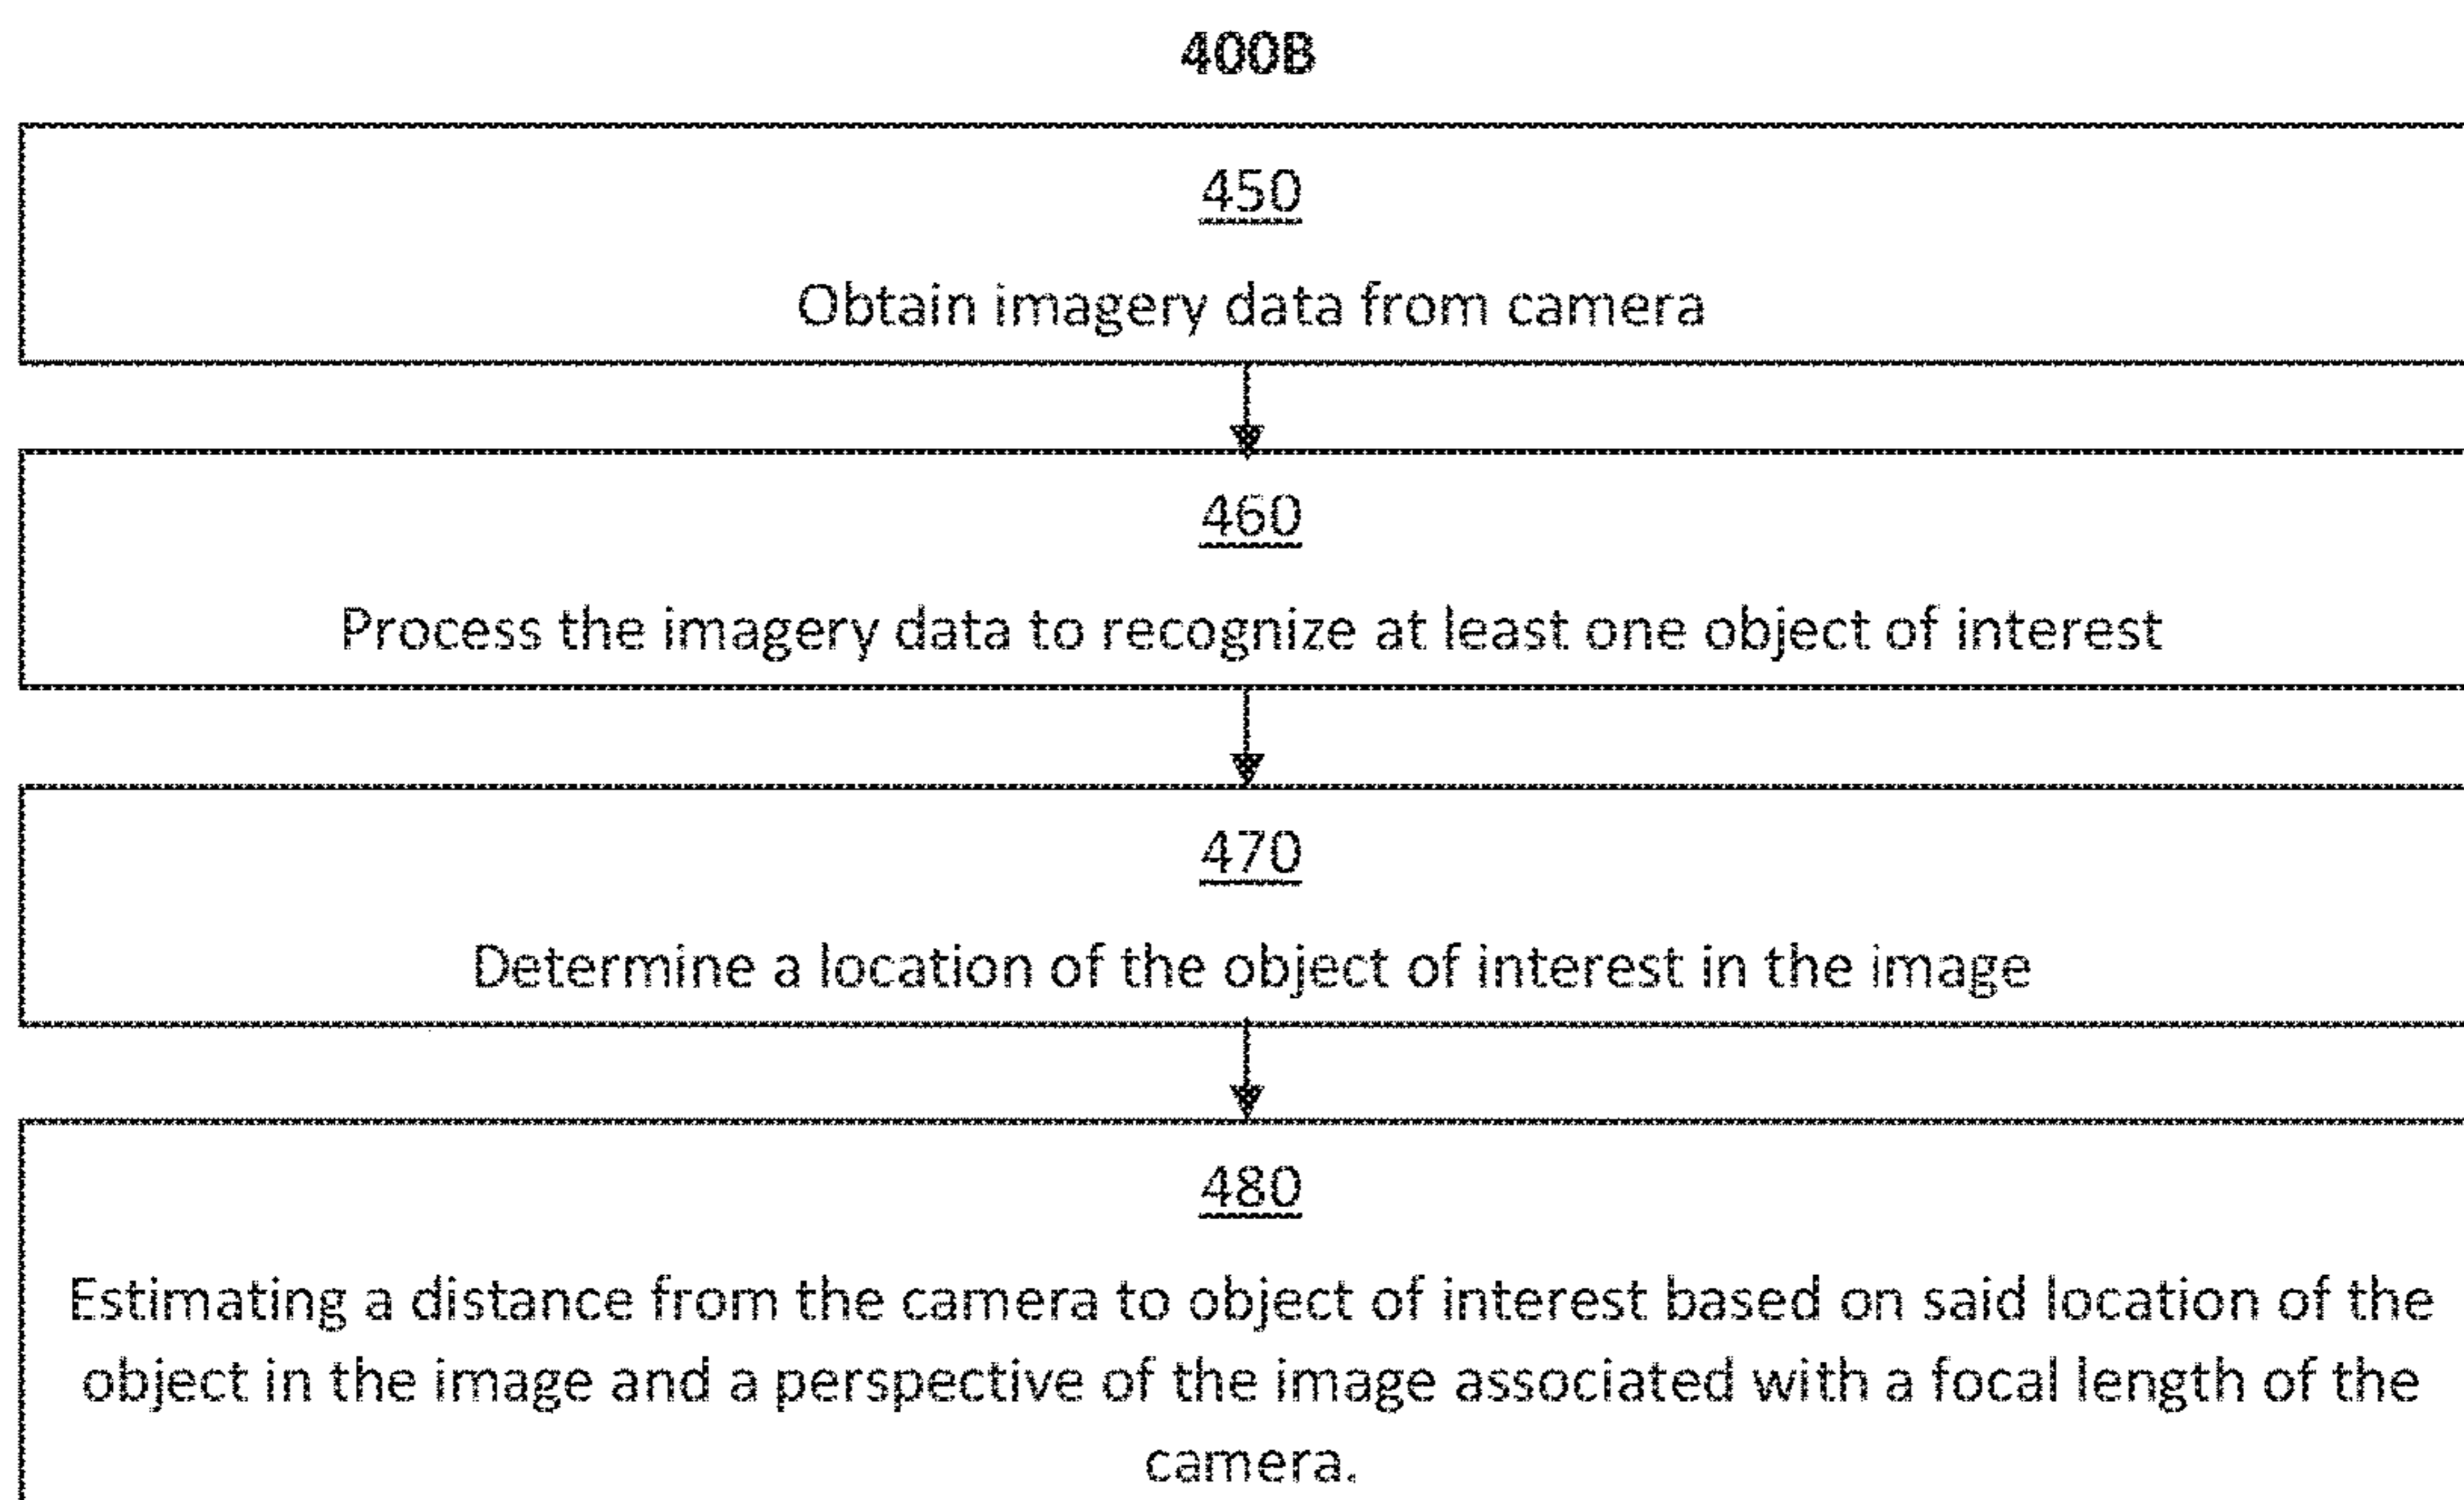 400B
450
Obtain imagery data from camera
460
Process the imagery data to recognize at least one object of interest
470
Determine a location of the object of interest in the image
480
Estimating a distance from the camera to object of interest based on said location of the
object in the image and a perspective of the image associated with a focal length of the
camera.